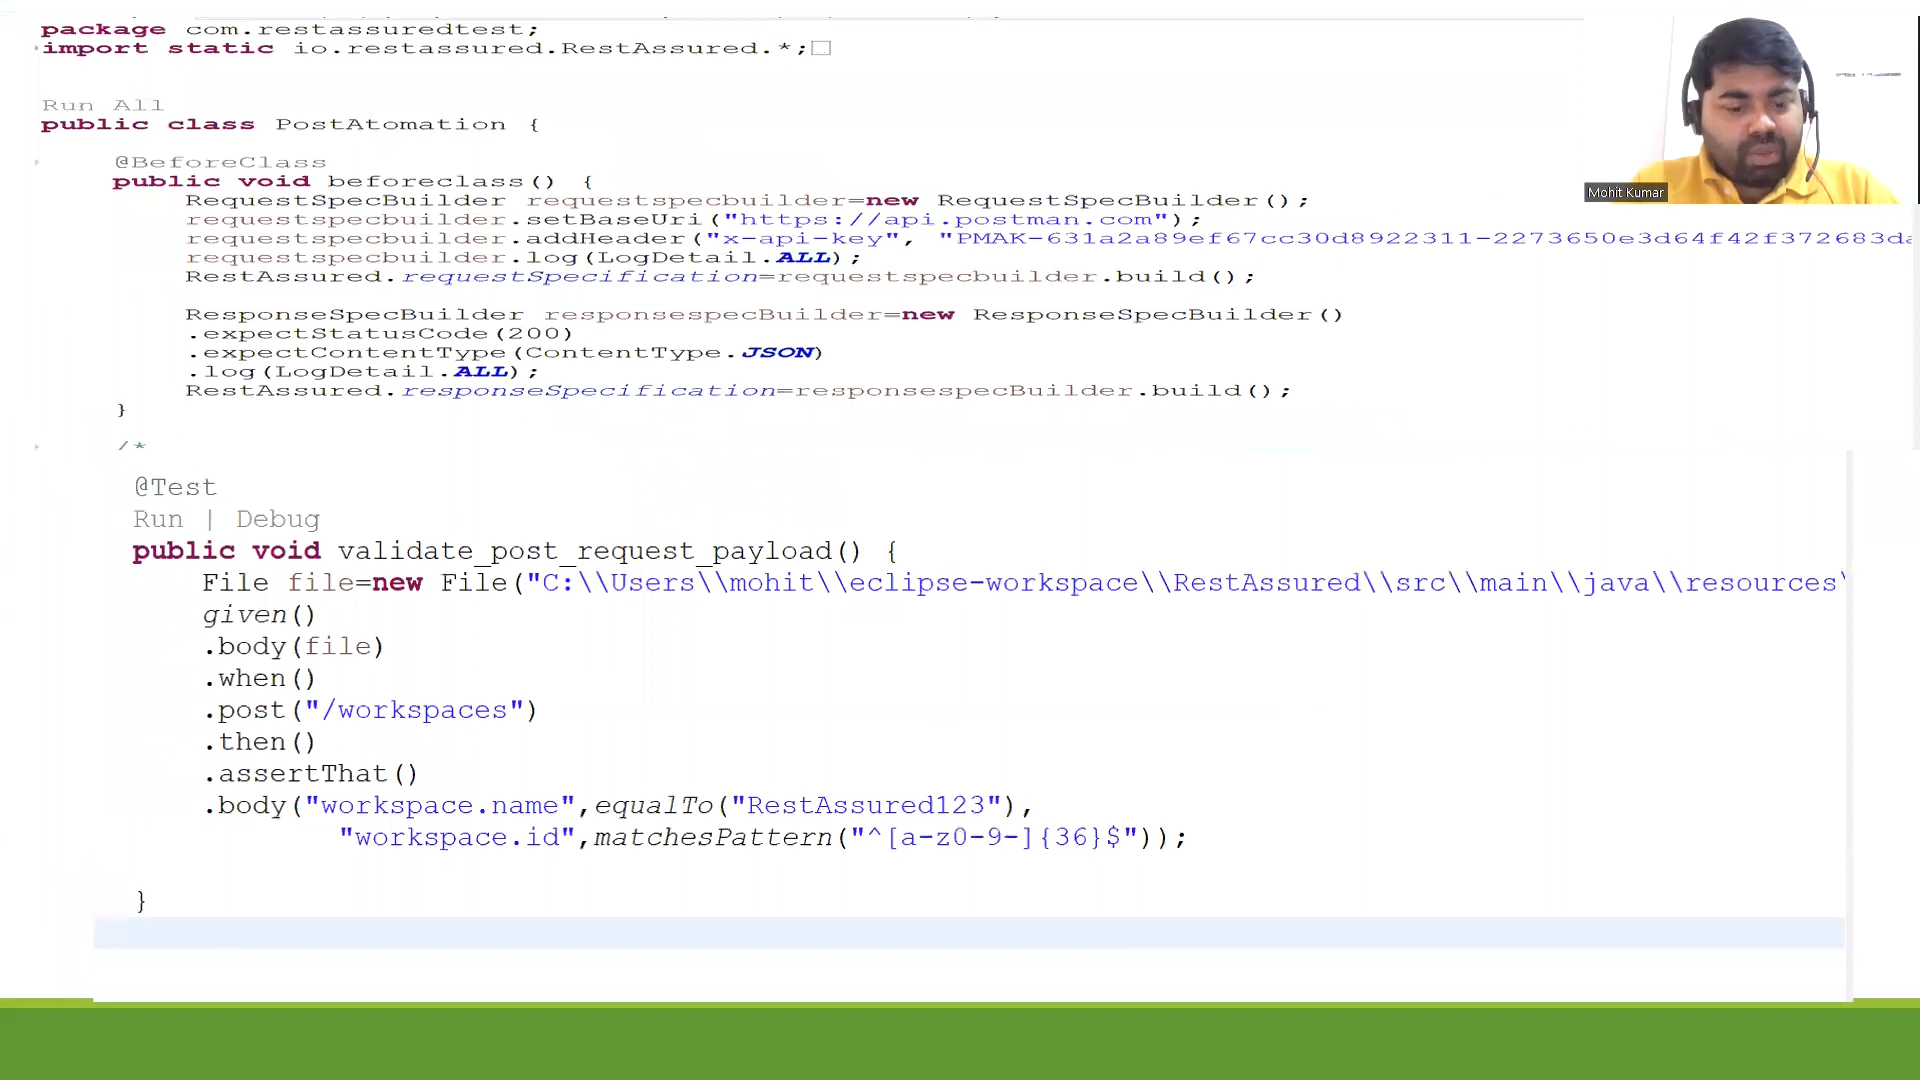 package com.restassuredtest;
import static io.restassured.RestAssured.*;
Run All
public class PostAtomation {
@BeforeClass
public void beforeclass() {
RequestSpecBuilder requestspecbuilder=new RequestSpecBuilder();
requestspecbuilder.setBaseUri("https://api.postman.com");
requestspecbuilder.addHeader("x-api-key", "PMAK-631a2a89ef67cc30d8922311-2273650e3d64f42f372683da
requestspecbuilder.log(LogDetail.ALL);
RestAssured.requestSpecification=requestspecbuilder.build();
ResponseSpecBuilder responsespecBuilder=new ResponseSpecBuilder()
.expectStatusCode(200)
.expectContentType(ContentType.JSON)
.log(LogDetail.ALL);
RestAssured.responseSpecification=responsespecBuilder.build();
}
/*
@Test
Run | Debug
public void validate_post_request_payload() {
File file=new File("C:\\Users\\mohit\\eclipse-workspace\\RestAssured\\src\\main\\java\\resources\
given()
.body(file)
.when()
.post("/workspaces")
.then()
.assertThat()
.body("workspace.name",equalTo("RestAssured123"),
"workspace.id",matchesPattern("^[a-z0-9-]{36}$"));
}
Mohit Kumar